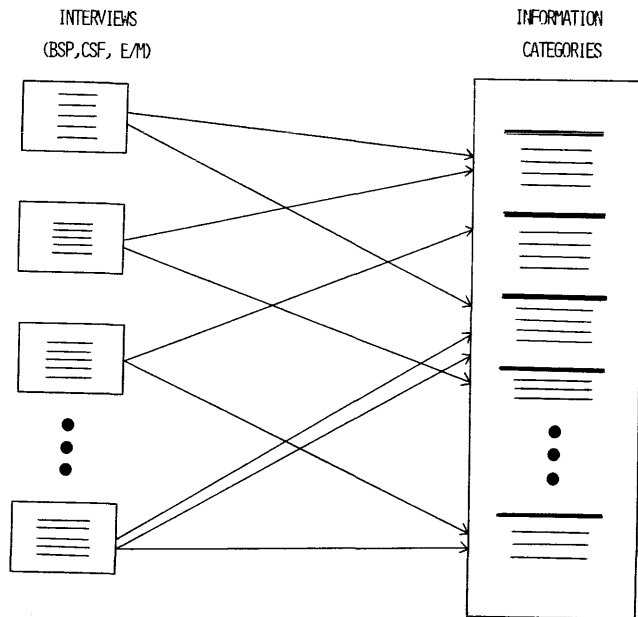 INTERVIEWS
(BSP,CSF, E/M)
INFORMATION
CATEGORIES